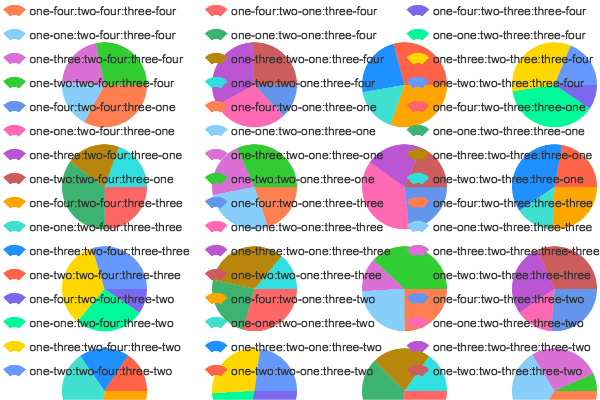 one-four:two-four:three-four
one-one:two-four:three-four
one-three:two-four:three-four
one-two:two-four:three-four
one-four:two-four:three-one
one-one:two-four:three-one
one-three:two-four:three-one
one-two:two-four:three-one
one-four:two-four:three-three
one-one:two-four:three-three
one-three:two-four:three-three
one-two:two-four:three-three
one-four:two-four:three-two
one-one:two-four:three-two
one-three:two-four:three-two
one-two:two-four:three-two
one-four:two-one:three-four
one-one:two-one:three-four
one-three:two-one:three-four
one-two:two-one:three-four
one-four:two-one:three-one
one-one:two-one:three-one
one-three:two-one:three-one
one-two:two-one:three-one
one-four:two-one:three-three
one-one:two-one:three-three
one-three:two-one:three-three
one-two:two-one:three-three
one-four:two-one:three-two
one-one:two-one:three-two
one-three:two-one:three-two
one-two:two-one:three-two
one-four:two-three:three-four
one-one:two-three:three-four
one-three:two-three:three-four
one-two:two-three:three-four
one-four:two-three:three-one
one-one:two-three:three-one
one-three:two-three:three-one
one-two:two-three:three-one
one-four:two-three:three-three
one-one:two-three:three-three
one-three:two-three:three-three
one-two:two-three:three-three
one-four:two-three:three-two
one-one:two-three:three-two
one-three:two-three:three-two
one-two:two-three:three-two